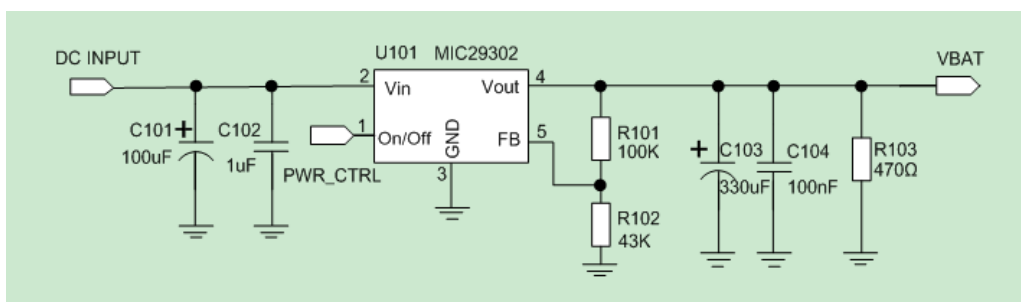 DC INPUT
U101 MIC29302
VBAT
2
Vin
Vout
4
C101
+
100uF
C102
1uF
1
On/Off
GND
FB
5
R101
100K
PWR_CTRL
3
+
C103
330uF
C104
100nF
R103
470Ω
R102
43K